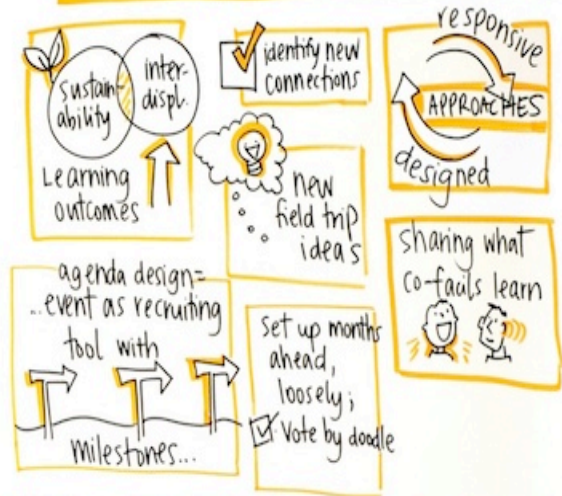 sustain-
ability
inter-
displ.
Learning
outcomes
identify new
connections
new
field trip
ideas
responsive
APPROACHES
designed
sharing what
co-facils learn
agenda design=
...event as recruiting
tool with
milestones...
Set up months
ahead,
loosely;
Vote by doodle